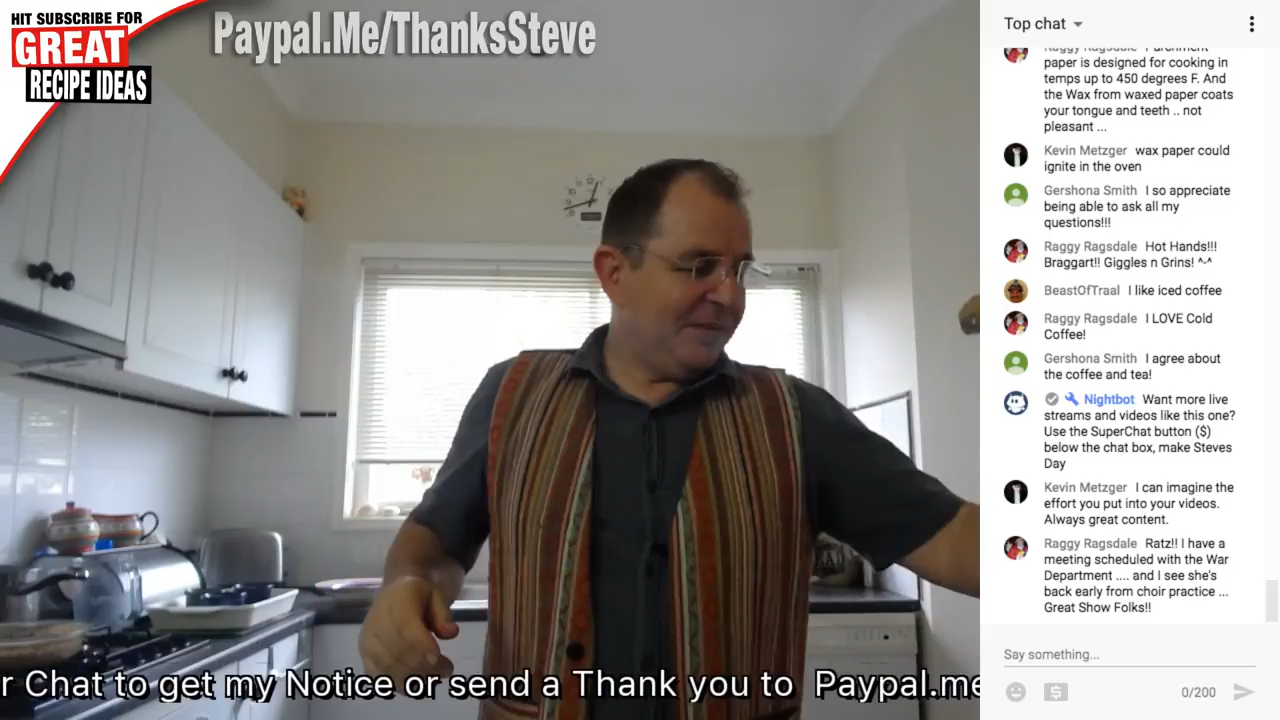 HIT SUBSCRIBE FOR
GREAT
RECIPE IDEAS
Paypal.Me/ThanksSteve
r Chat to get my Notice or send a Thank you to Paypal.me
Top chat
Raggy Ragsdale Parchment
paper is designed for cooking in
temps up to 450 degrees F. And
the Wax from waxed paper coats
your tongue and teeth .. not
pleasant ...
Kevin Metzger wax paper could
ignite in the oven
Gershona Smith I so appreciate
being able to ask all my
questions!!!
Raggy Ragsdale Hot Hands!!!
Braggart!! Giggles n Grins! ^-^
BeastOfTraal I like iced coffee
Raggy Ragsdale I LOVE Cold
Coffee!
Gershona Smith I agree about
the coffee and tea!
Nightbot Want more live
streams and videos like this one?
Use the SuperChat button ($)
below the chat box, make Steves
Day
Kevin Metzger I can imagine the
effort you put into your videos.
Always great content.
Raggy Ragsdale Ratz!! I have a
meeting scheduled with the War
Department .... and I see she's
back early from choir practice ...
Great Show Folks!!
Say something...
0/200